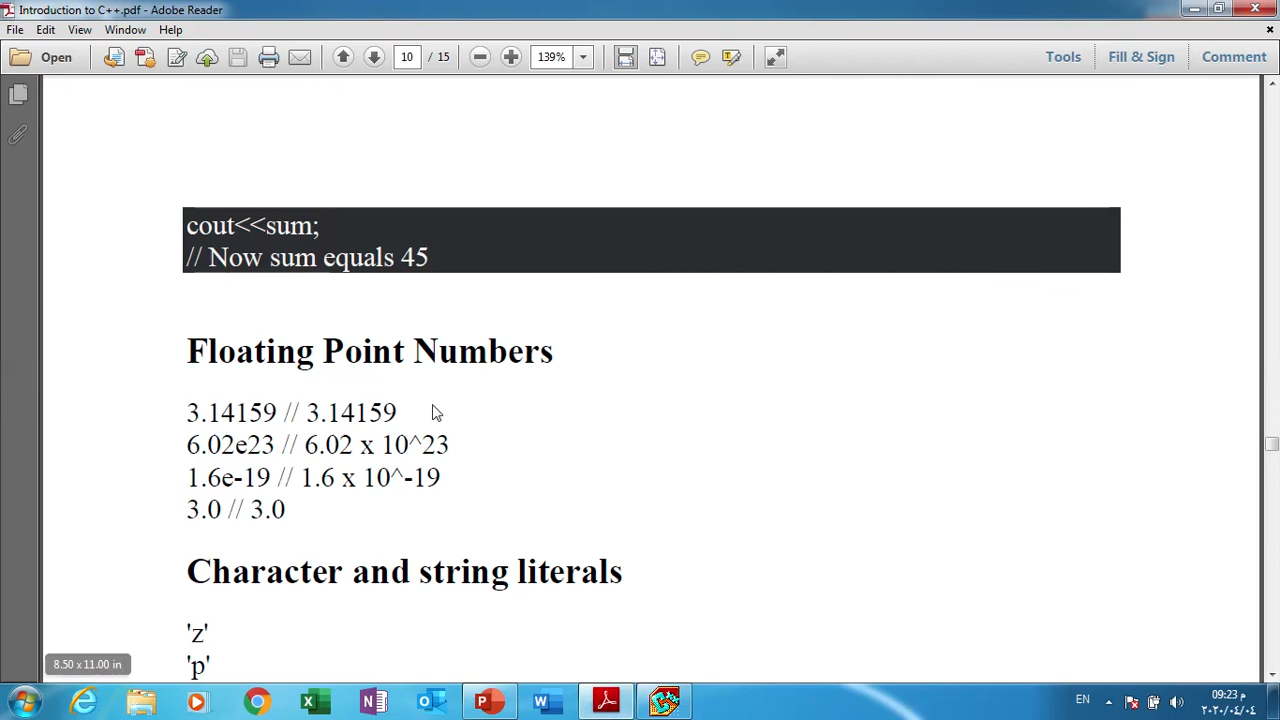 Introduction to C++.pdf - Adobe Reader
File Edit View Window Help
Open 10 / 15 139% Tools Fill & Sign Comment
cout<<sum;
// Now sum equals 45
Floating Point Numbers
3.14159 // 3.14159
6.02e23 // 6.02 x 10^23
1.6e-19 // 1.6 x 10^-19
3.0 // 3.0
Character and string literals
'z'
'p'
8.50 x 11.00 in
EN
09:23 م
٢٠٢٠/٠٤/٠٤